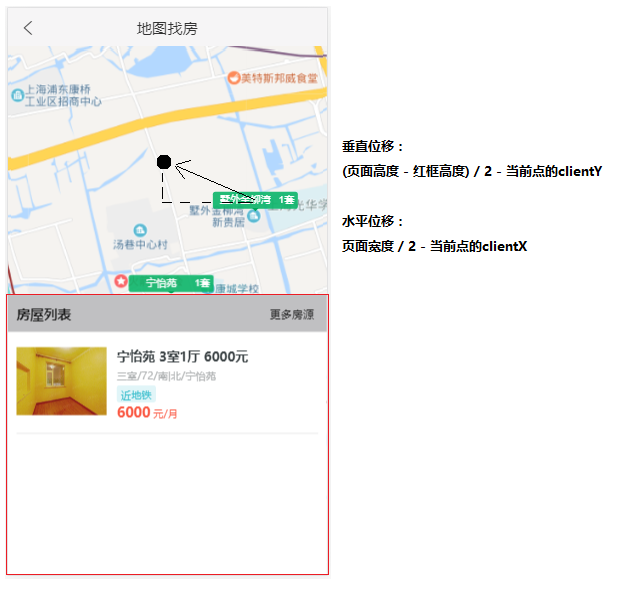 地图找房
美特斯邦威食堂
上海浦东康桥
工业区招商中心
垂直位移：
(页面高度 - 红框高度) / 2 - 当前点的clientY
墅外金柳湾 1套
墅外金柳湾
新贵居
光华学
水平位移：
页面宽度 / 2 - 当前点的clientX
汤巷中心村
宁怡苑 1套
康城学校
房屋列表
更多房源
宁怡苑 3室1厅 6000元
三室/72/南|北/宁怡苑
近地铁
6000 元/月